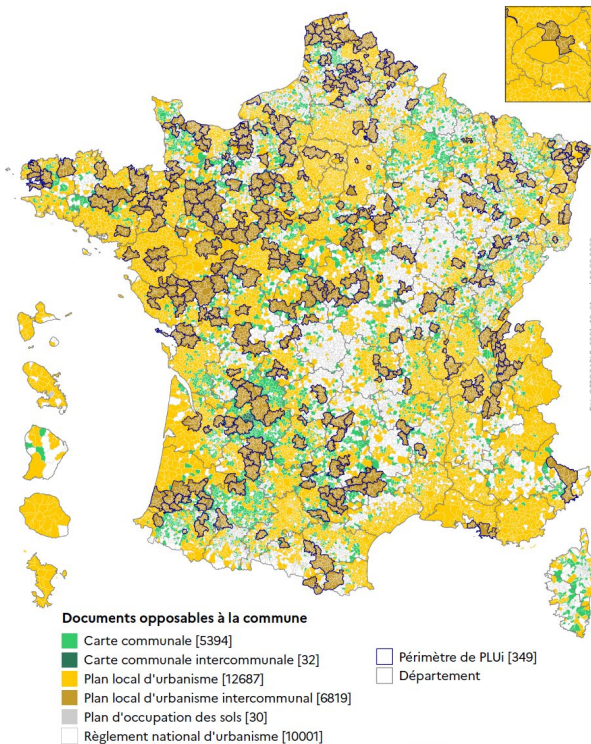 Documents opposables à la commune
Carte communale [5394]
Carte communale intercommunale [32]
Plan local d'urbanisme [12687]
Plan local d'urbanisme intercommunal [6819]
Plan d'occupation des sols [30]
Règlement national d'urbanisme [10001]
Périmètre de PLUi [349]
Département